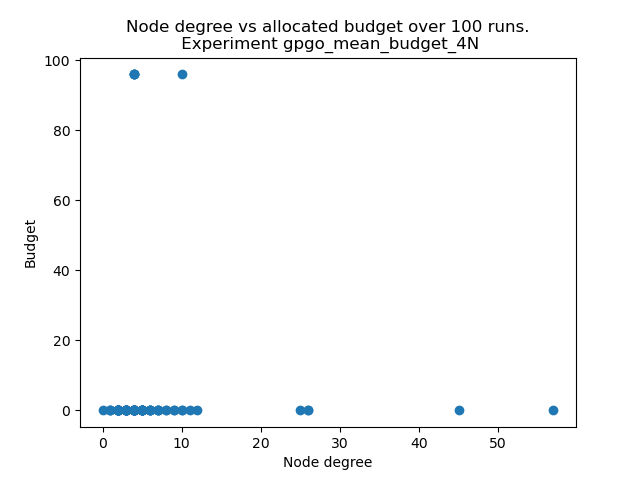 Node degree vs allocated budget over 100 runs.
Experiment gpgo_mean_budget_4N
100
80
60
40
20
0
Budget
0 10 20 30 40 50
Node degree